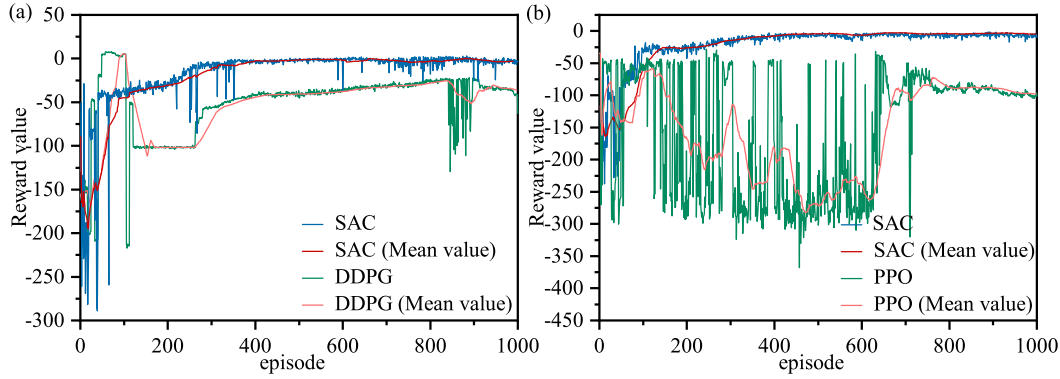 (a)
50
0
-50
-100
-150
-200
-250
-300
Reward value
0
200
400
600
800
1000
episode
SAC
SAC (Mean value)
DDPG
DDPG (Mean value)
(b)
0
-50
-100
-150
-200
-250
-300
-350
-400
-450
Reward value
0
200
400
600
800
1000
episode
SAC
SAC (Mean value)
PPO
PPO (Mean value)